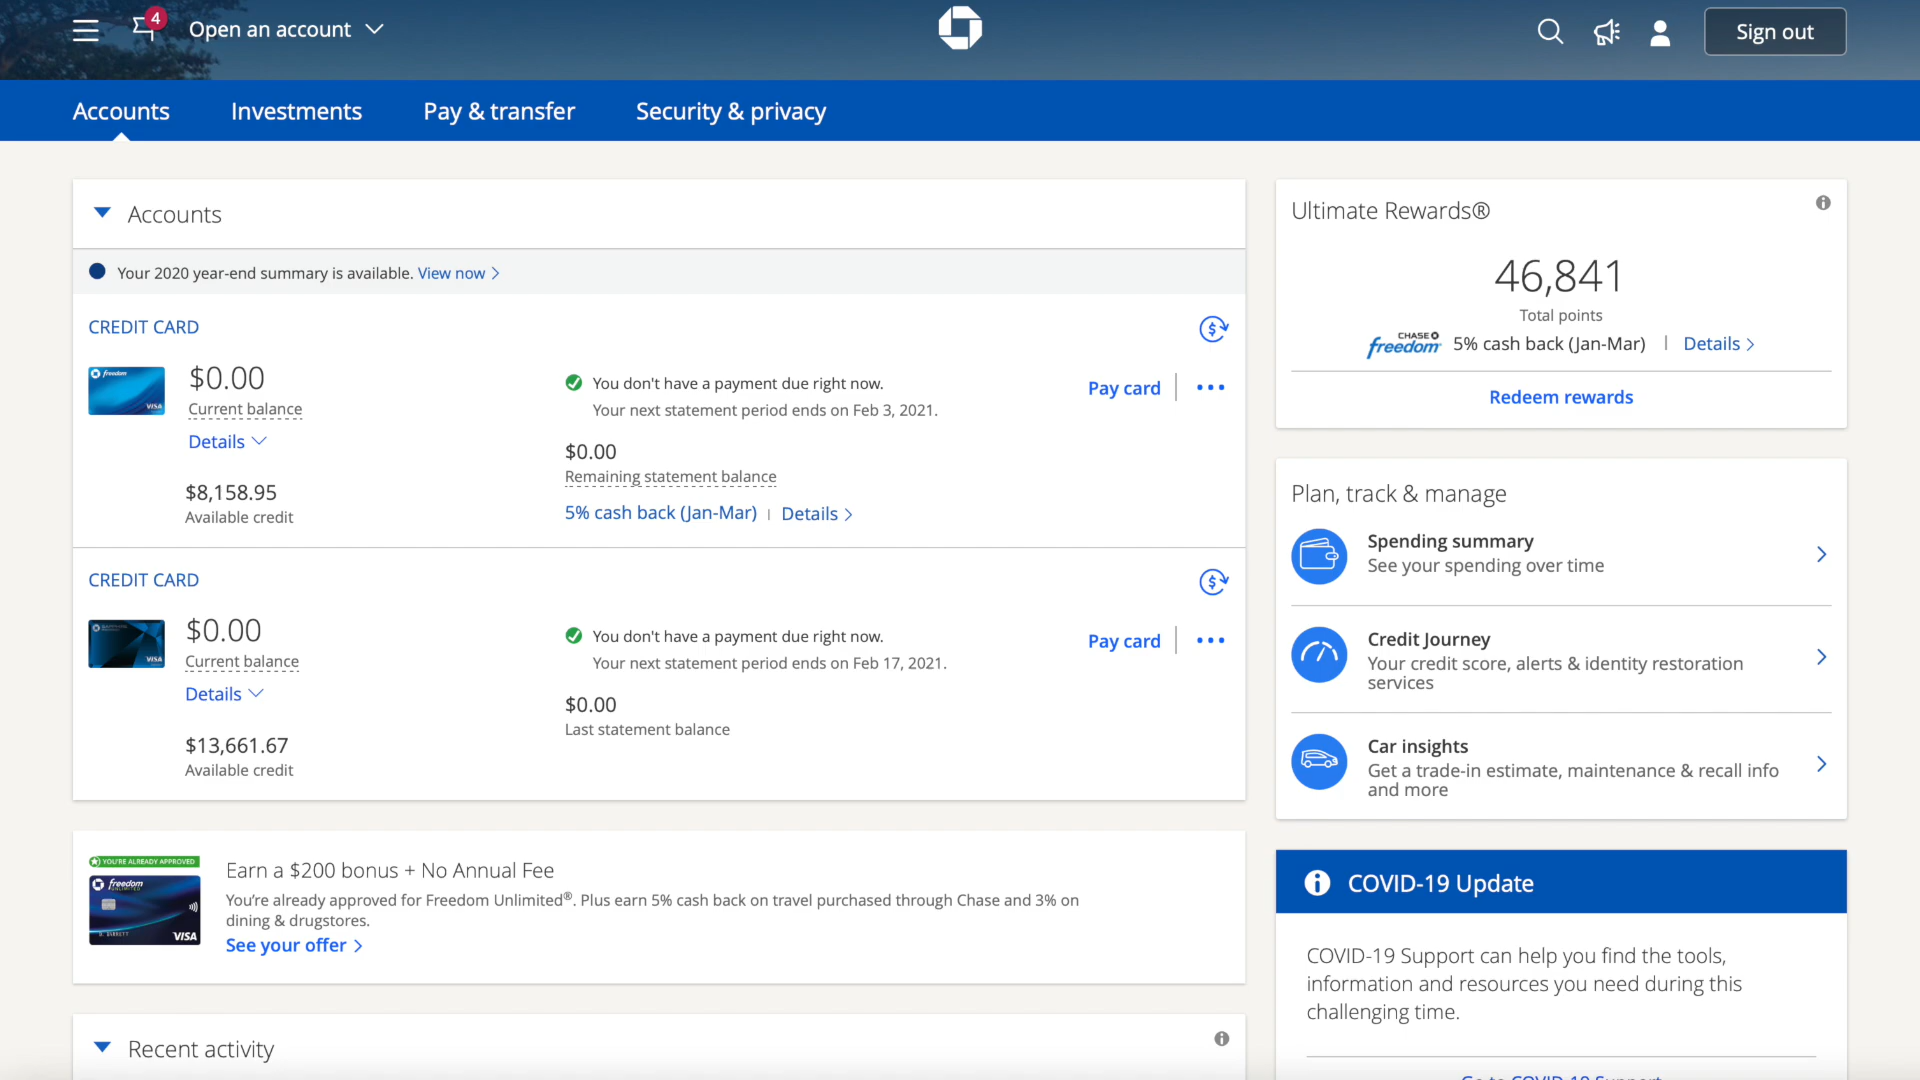 4
Open an account
Sign out
Accounts
Investments
Pay & transfer
Security & privacy
Accounts
Your 2020 year-end summary is available. View now
CREDIT CARD
freedom
VISA
$0.00
Current balance
Details
$8,158.95
Available credit
You don't have a payment due right now.
Your next statement period ends on Feb 3, 2021.
$0.00
Remaining statement balance
5% cash back (Jan-Mar) | Details
Pay card
CREDIT CARD
VISA
$0.00
Current balance
Details
$13,661.67
Available credit
You don't have a payment due right now.
Your next statement period ends on Feb 17, 2021.
$0.00
Last statement balance
Pay card
YOU'RE ALREADY APPROVED
freedom
UNLIMITED
VISA
Earn a $200 bonus + No Annual Fee
You're already approved for Freedom Unlimited®. Plus earn 5% cash back on travel purchased through Chase and 3% on
dining & drugstores.
See your offer
Recent activity
Ultimate Rewards®
46,841
Total points
CHASE
freedom
5% cash back (Jan-Mar) | Details
Redeem rewards
Plan, track & manage
Spending summary
See your spending over time
Credit Journey
Your credit score, alerts & identity restoration
services
Car insights
Get a trade-in estimate, maintenance & recall info
and more
COVID-19 Update
COVID-19 Support can help you find the tools,
information and resources you need during this
challenging time.
Go to COVID-19 Support